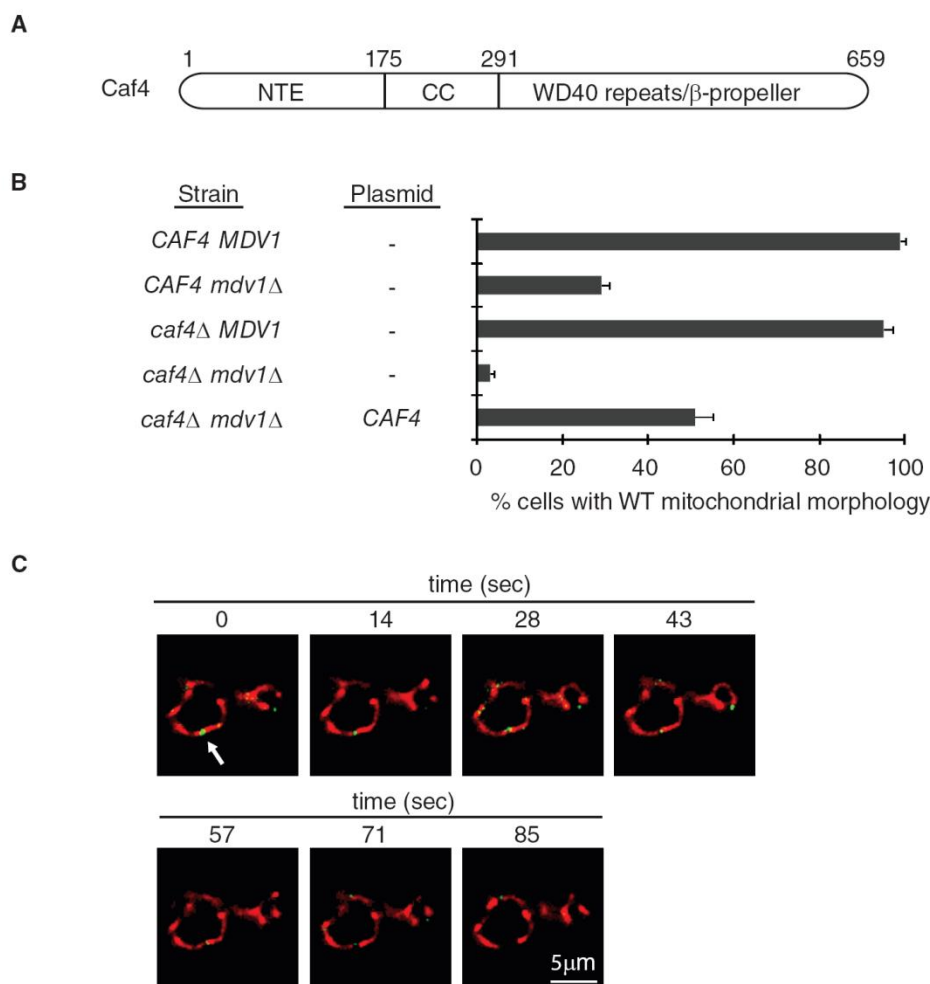 A
1 175 291 659
Caf4 NTE CC WD40 repeats/β-propeller
B
Strain Plasmid
CAF4 MDV1 -
CAF4 mdv1Δ -
caf4Δ MDV1 -
caf4Δ mdv1Δ -
caf4Δ mdv1Δ CAF4
0 20 40 60 80 100
% cells with WT mitochondrial morphology
C
time (sec)
0 14 28 43
time (sec)
57 71 85
5μm